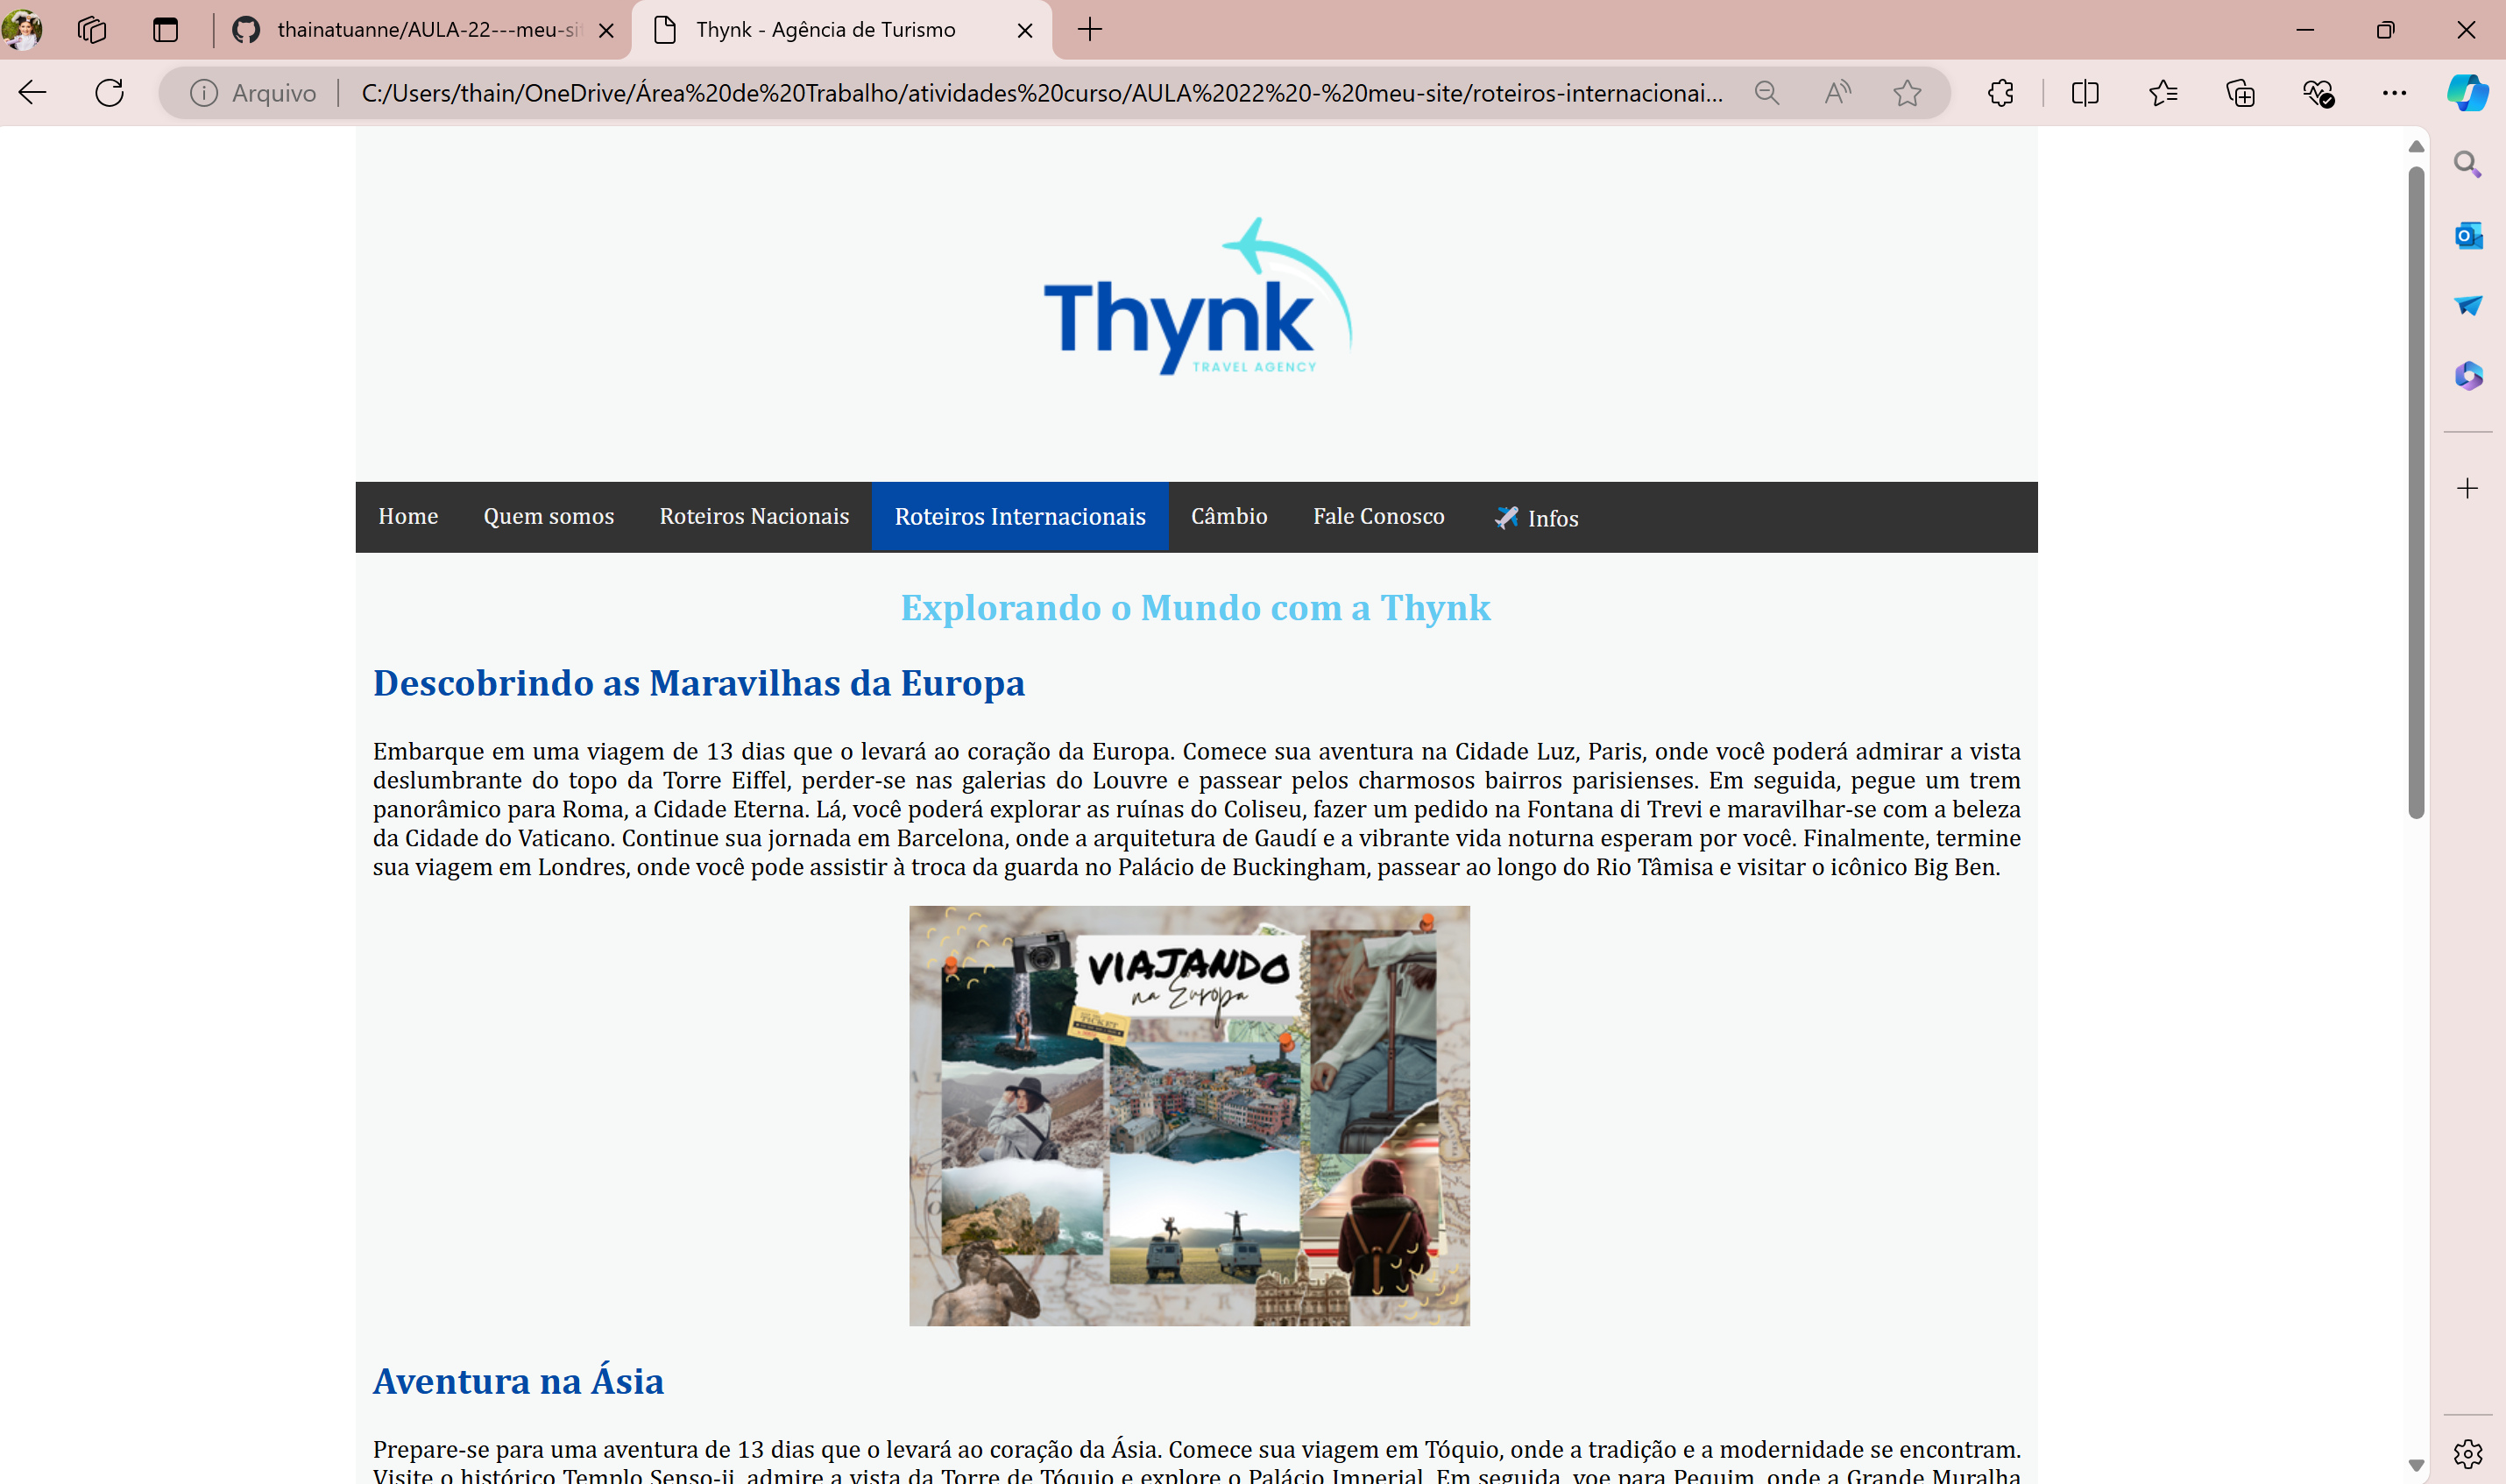 thainatuanne/AULA-22---meu-si
Thynk - Agência de Turismo
Arquivo
C:/Users/thain/OneDrive/Área%20de%20Trabalho/atividades%20curso/AULA%2022%20-%20meu-site/roteiros-internacionai...
Thynk
TRAVEL AGENCY
Home Quem somos Roteiros Nacionais Roteiros Internacionais Câmbio Fale Conosco Infos
Explorando o Mundo com a Thynk
Descobrindo as Maravilhas da Europa
Embarque em uma viagem de 13 dias que o levará ao coração da Europa. Comece sua aventura na Cidade Luz, Paris, onde você poderá admirar a vista
deslumbrante do topo da Torre Eiffel, perder-se nas galerias do Louvre e passear pelos charmosos bairros parisienses. Em seguida, pegue um trem
panorâmico para Roma, a Cidade Eterna. Lá, você poderá explorar as ruínas do Coliseu, fazer um pedido na Fontana di Trevi e maravilhar-se com a beleza
da Cidade do Vaticano. Continue sua jornada em Barcelona, onde a arquitetura de Gaudí e a vibrante vida noturna esperam por você. Finalmente, termine
sua viagem em Londres, onde você pode assistir à troca da guarda no Palácio de Buckingham, passear ao longo do Rio Tâmisa e visitar o icônico Big Ben.
VIAJANDO
na Europa
TICKET
Aventura na Ásia
Prepare-se para uma aventura de 13 dias que o levará ao coração da Ásia. Comece sua viagem em Tóquio, onde a tradição e a modernidade se encontram.
Visite o histórico Templo Senso-ji, admire a vista da Torre de Tóquio e explore o Palácio Imperial. Em seguida, voe para Pequim, onde a Grande Muralha